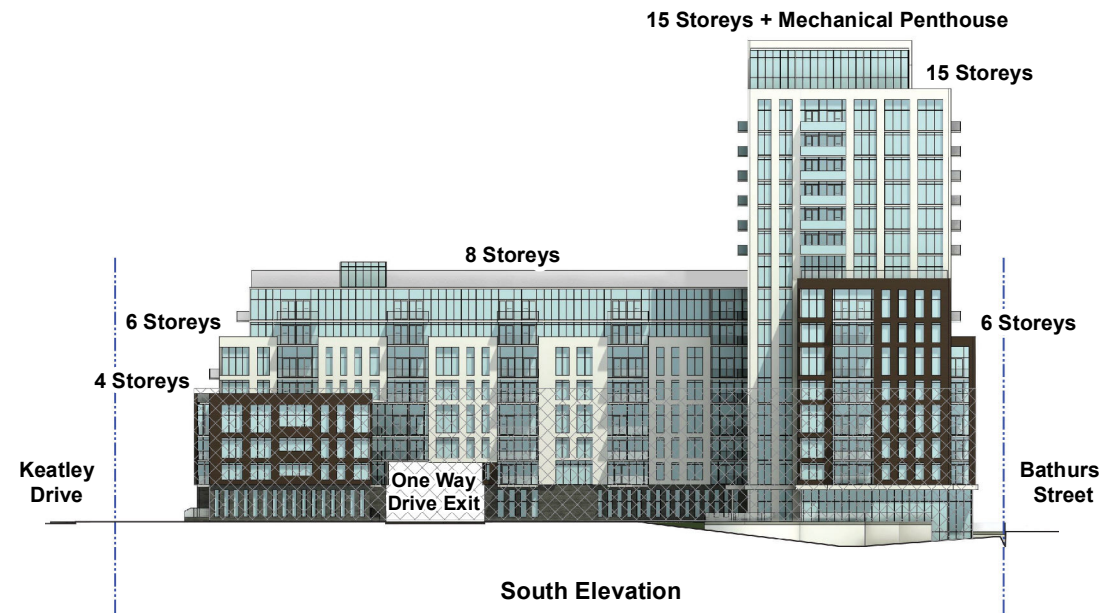 15 Storeys + Mechanical Penthouse
15 Storeys
8 Storeys
6 Storeys
6 Storeys
4 Storeys
Keatley
Drive
One Way
Drive Exit
Bathurs
Street
South Elevation